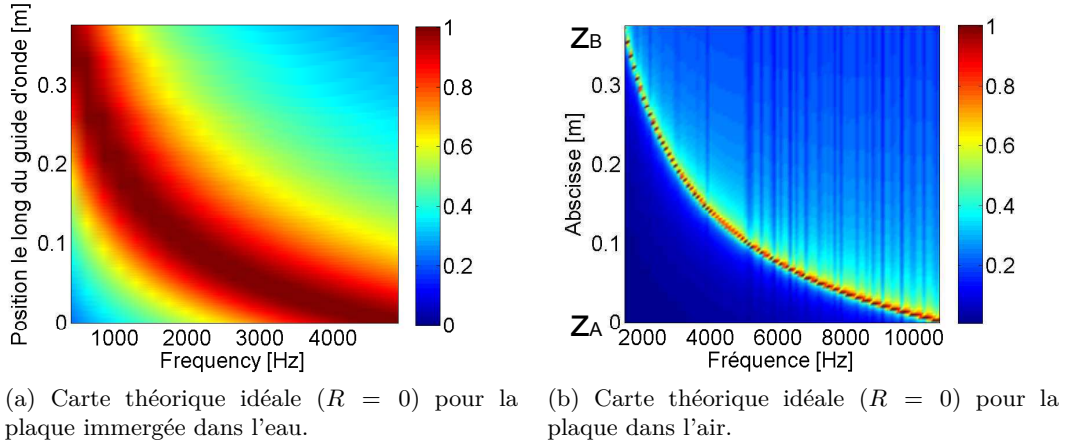 Position le long du guide d'onde [m]
0.3
0.2
0.1
0
1000 2000 3000 4000
Frequency [Hz]
1
0.8
0.6
0.4
0.2
0
Abscisse [m]
ZB
0.3
0.2
0.1
ZA 0
2000 4000 6000 8000 10000
Fréquence [Hz]
1
0.8
0.6
0.4
0.2
(a) Carte théorique idéale (R = 0) pour la
plaque immergée dans l'eau.
(b) Carte théorique idéale (R = 0) pour la
plaque dans l'air.